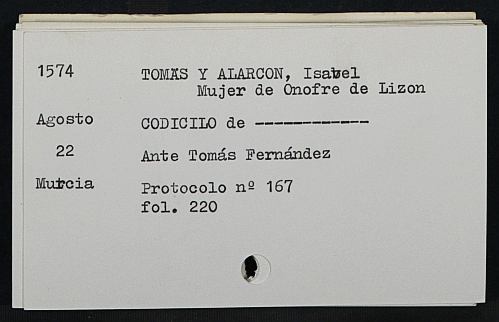 1574 TOMAS Y ALARCON, Isabel
Mujer de Onofre de Lizon
Agosto CODICILO de ------------
22 Ante Tomás Fernández
Murcia Protocolo nº 167
fol. 220